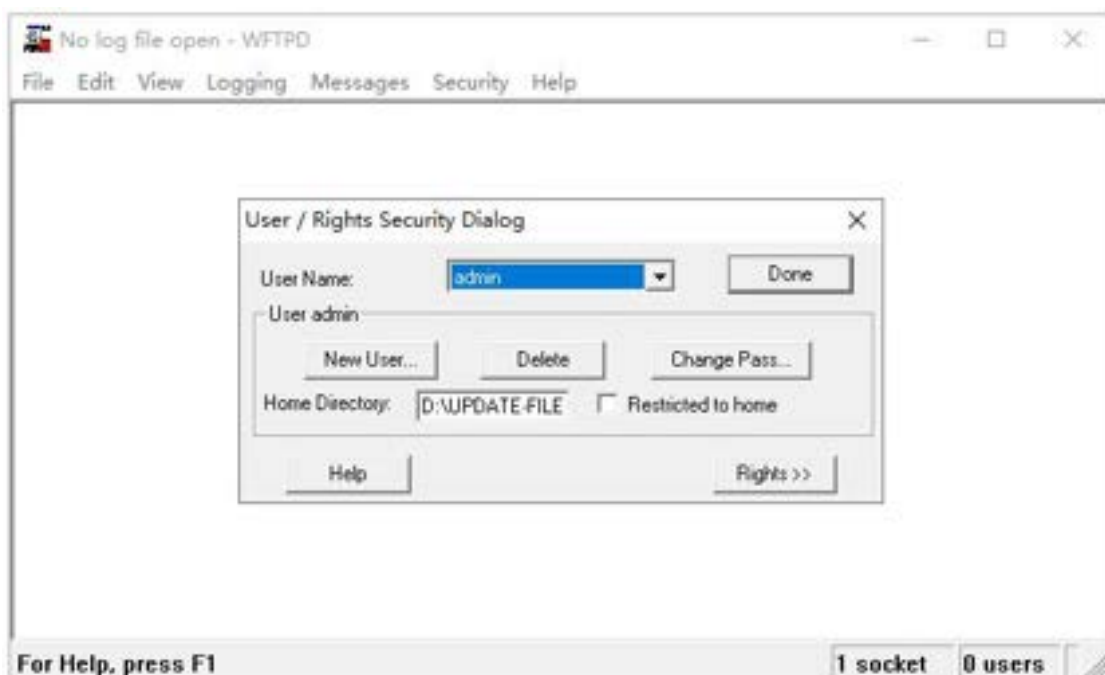 No log file open - WFTPD
File Edit View Logging Messages Security Help
User / Rights Security Dialog
User Name: admin Done
User admin
New User... Delete Change Pass...
Home Directory: D:\UPDATE-FILE Restricted to home
Help Rights >>
For Help, press F1 1 socket 0 users